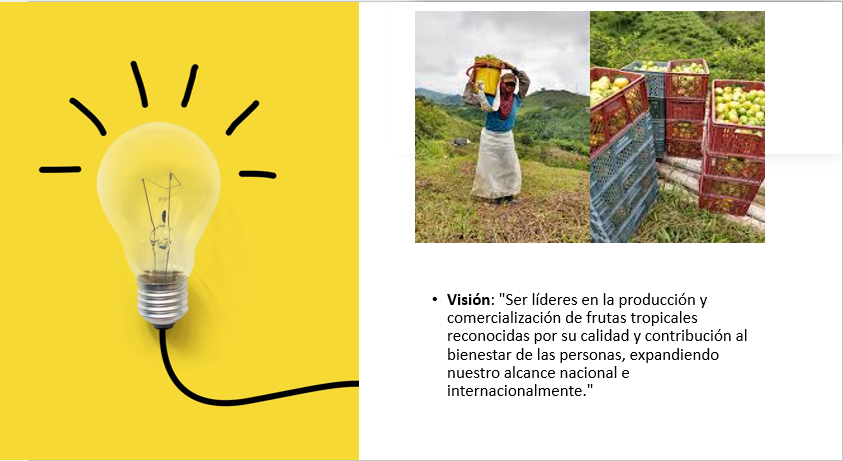 • Visión: "Ser líderes en la producción y
comercialización de frutas tropicales
reconocidas por su calidad y contribución al
bienestar de las personas, expandiendo
nuestro alcance nacional e
internacionalmente."